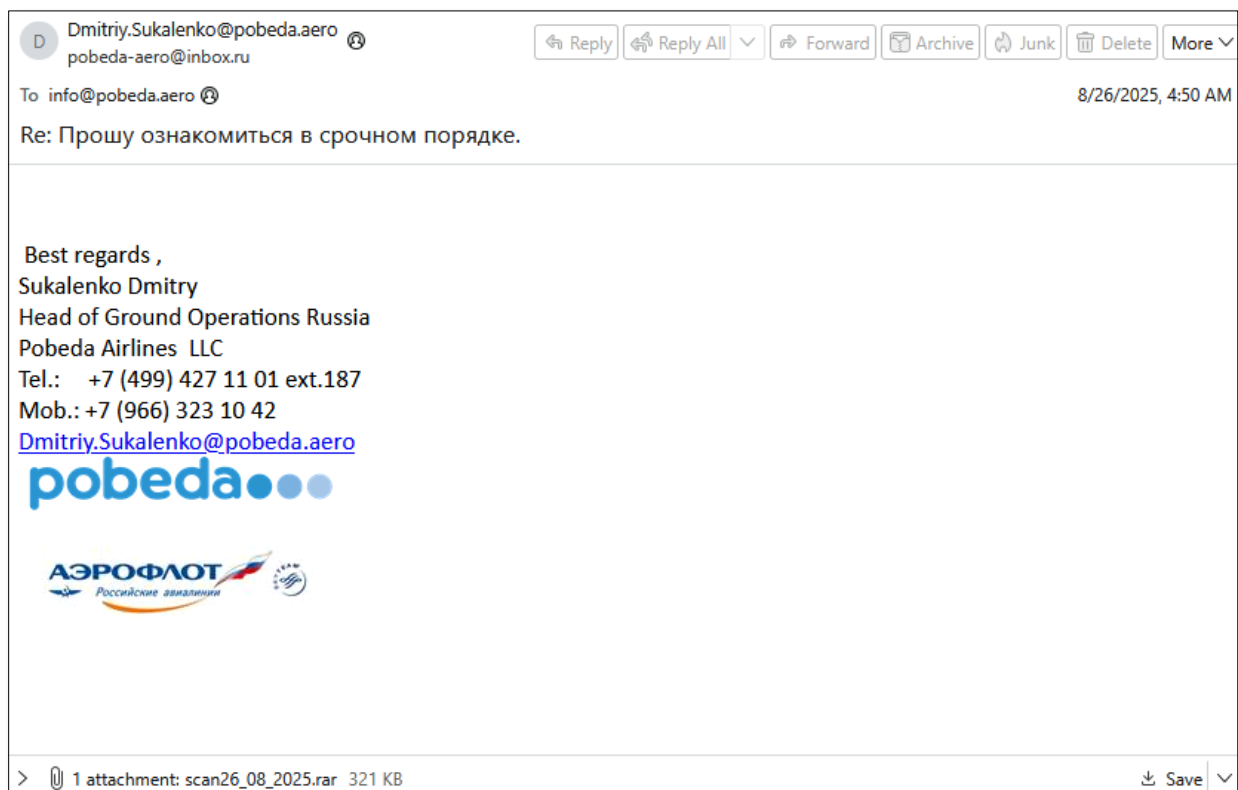 D
Dmitriy.Sukalenko@pobeda.aero
pobeda-aero@inbox.ru
Reply
Reply All
Forward
Archive
Junk
Delete
More
To info@pobeda.aero
8/26/2025, 4:50 AM
Re: Прошу ознакомиться в срочном порядке.
Best regards ,
Sukalenko Dmitry
Head of Ground Operations Russia
Pobeda Airlines LLC
Tel.: +7 (499) 427 11 01 ext.187
Mob.: +7 (966) 323 10 42
Dmitriy.Sukalenko@pobeda.aero
pobeda
АЭРОФЛОТ
Российские авиалинии
1 attachment: scan26_08_2025.rar 321 KB
Save